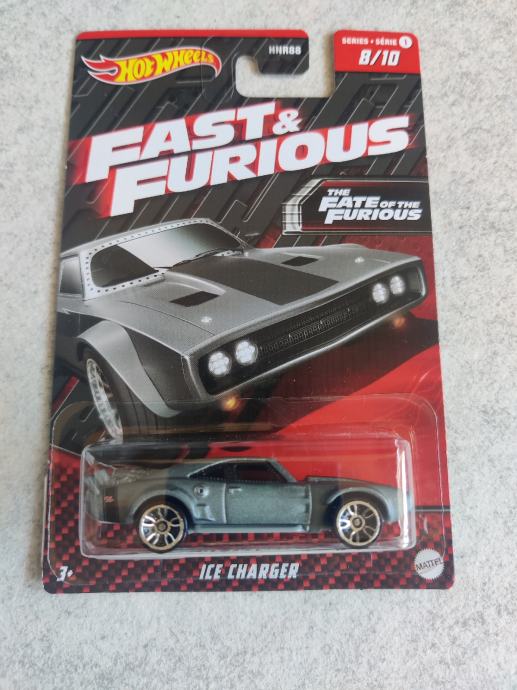 Hot Wheels
HNR88
SERIES • SÉRIE 1
8/10
FAST &
FURIOUS
THE
FATE OF THE
FURIOUS
3+
ICE CHARGER
MATTEL